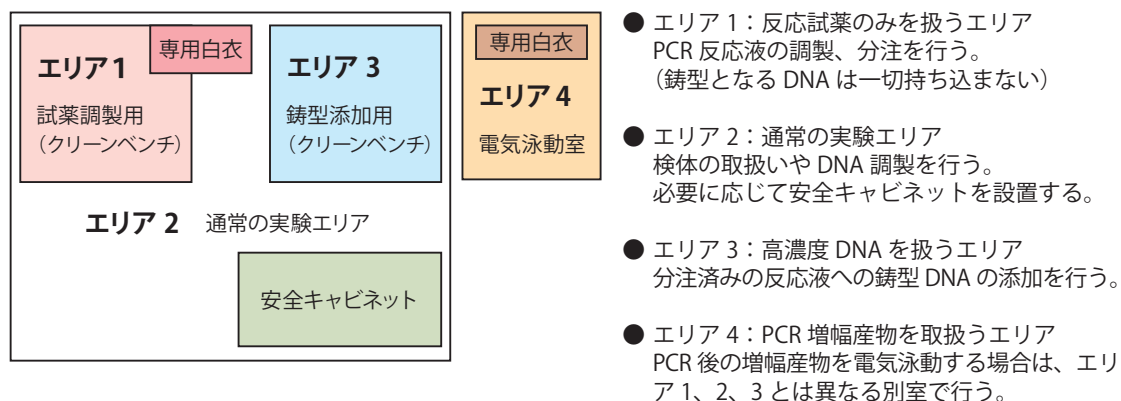 エリア1
専用白衣
試薬調製用
（クリーンベンチ）
エリア 3
鋳型添加用
（クリーンベンチ）
専用白衣
エリア 4
電気泳動室
エリア 2 通常の実験エリア
安全キャビネット
● エリア 1：反応試薬のみを扱うエリア
PCR 反応液の調製、分注を行う。
（鋳型となる DNA は一切持ち込まない）
● エリア 2：通常の実験エリア
検体の取扱いや DNA 調製を行う。
必要に応じて安全キャビネットを設置する。
● エリア 3：高濃度 DNA を扱うエリア
分注済みの反応液への鋳型 DNA の添加を行う。
● エリア 4：PCR 増幅産物を取扱うエリア
PCR 後の増幅産物を電気泳動する場合は、エリ
ア 1、2、3 とは異なる別室で行う。